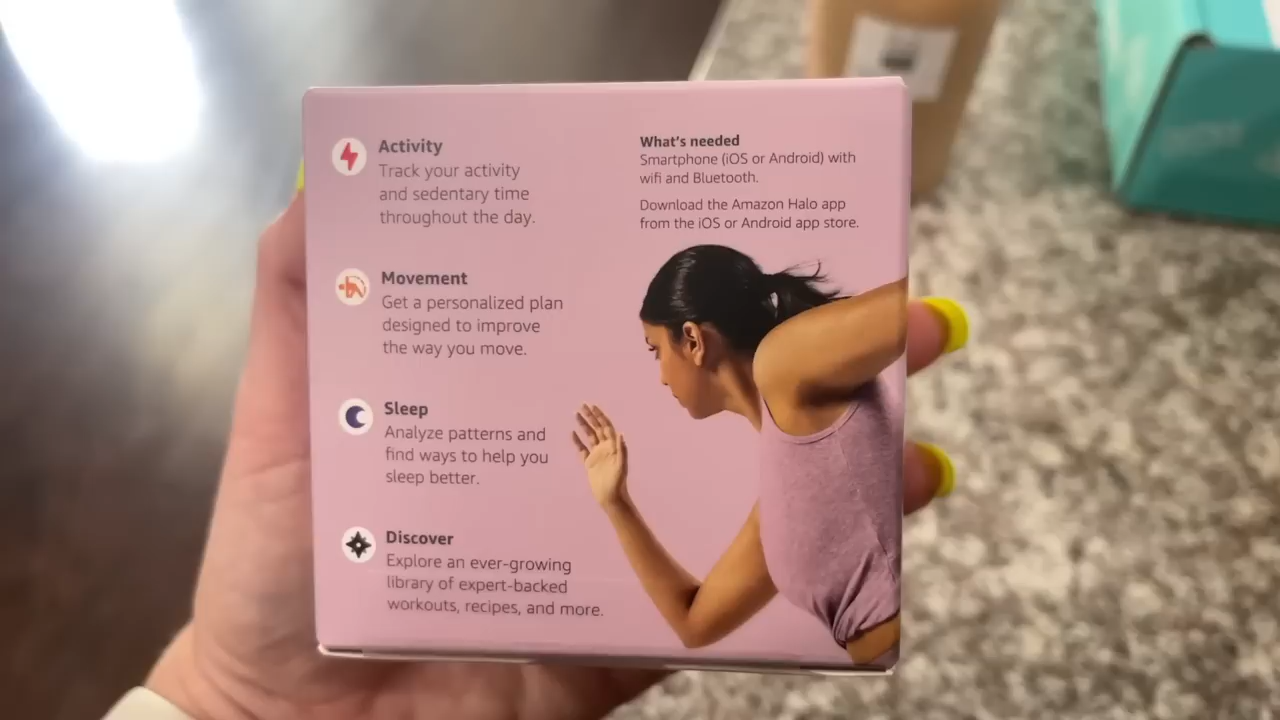 Activity
Track your activity
and sedentary time
throughout the day.
Movement
Get a personalized plan
designed to improve
the way you move.
Sleep
Analyze patterns and
find ways to help you
sleep better.
Discover
Explore an ever-growing
library of expert-backed
workouts, recipes, and more.
What's needed
Smartphone (iOS or Android) with
wifi and Bluetooth.
Download the Amazon Halo app
from the iOS or Android app store.